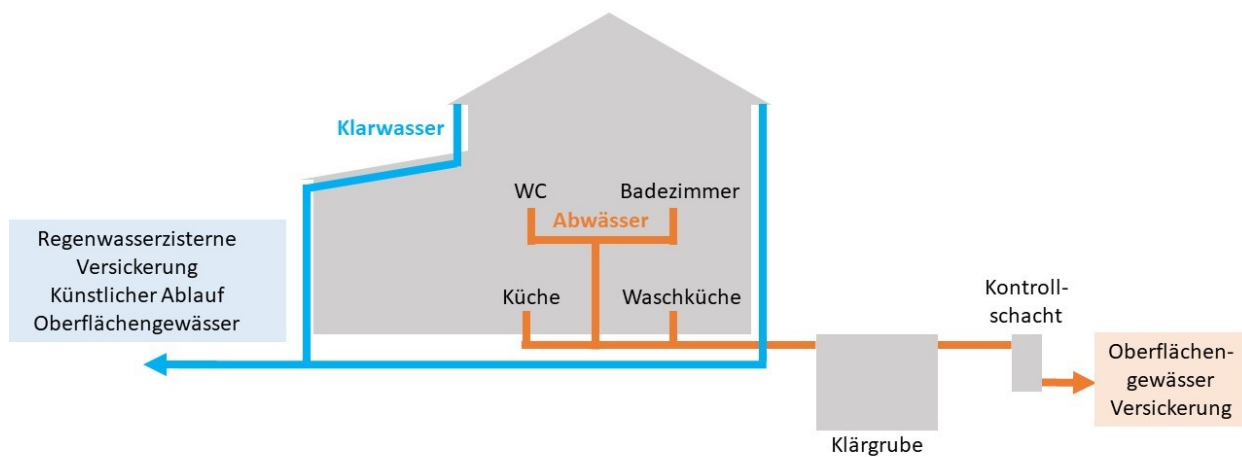 Klarwasser
WC
Badezimmer
Abwässer
Regenwasserzisterne
Versickerung
Künstlicher Ablauf
Oberflächengewässer
Küche
Waschküche
Kontroll-
schacht
Oberflächen-
gewässer
Versickerung
Klärgrube